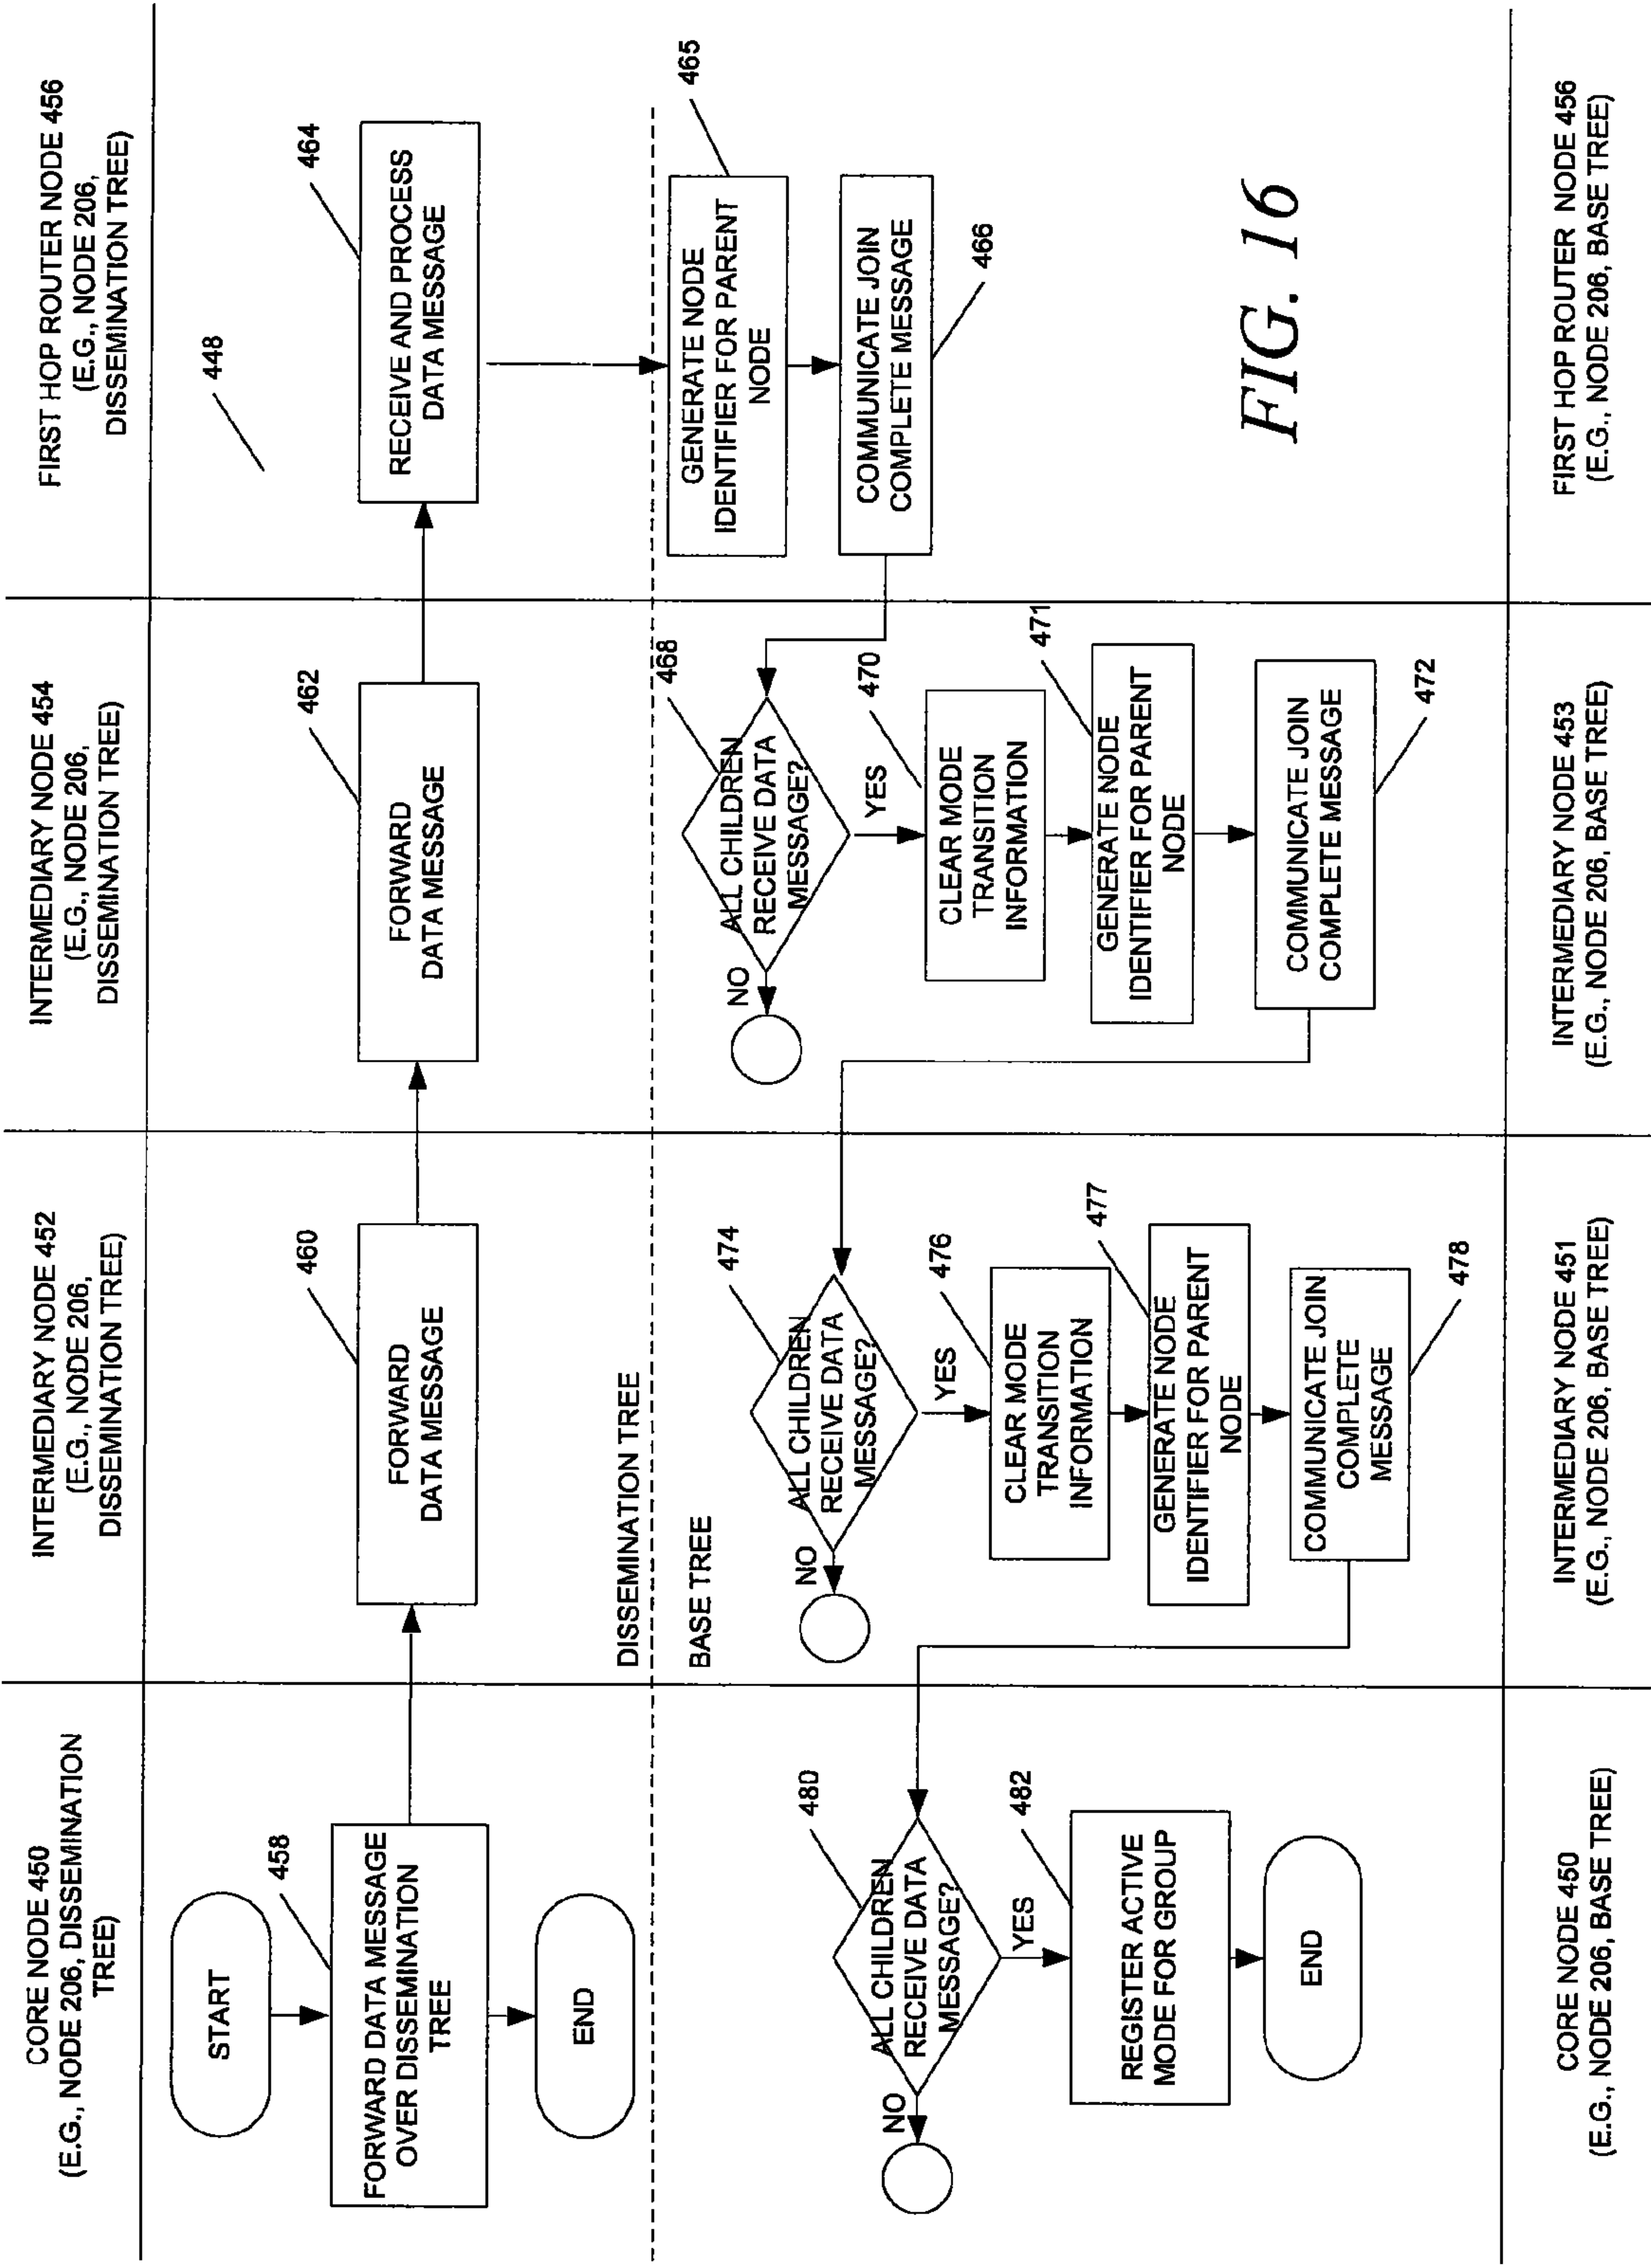 CORE NODE 450
(E.G., NODE 206, DISSEMINATION
TREE)
INTERMEDIARY NODE 452
(E.G., NODE 206,
DISSEMINATION TREE)
INTERMEDIARY NODE 454
(E.G., NODE 206,
DISSEMINATION TREE)
FIRST HOP ROUTER NODE 456
(E.G., NODE 206,
DISSEMINATION TREE)
448
START
458
FORWARD DATA MESSAGE
OVER DISSEMINATION
TREE
END
460
FORWARD
DATA MESSAGE
462
FORWARD
DATA MESSAGE
464
RECEIVE AND PROCESS
DATA MESSAGE
DISSEMINATION TREE
BASE TREE
465
GENERATE NODE
IDENTIFIER FOR PARENT
NODE
COMMUNICATE JOIN
COMPLETE MESSAGE
466
468
ALL CHILDREN
RECEIVE DATA
MESSAGE?
NO
YES
470
CLEAR MODE
TRANSITION
INFORMATION
471
GENERATE NODE
IDENTIFIER FOR PARENT
NODE
COMMUNICATE JOIN
COMPLETE MESSAGE
472
474
ALL CHILDREN
RECEIVE DATA
MESSAGE?
NO
YES
476
CLEAR MODE
TRANSITION
INFORMATION
477
GENERATE NODE
IDENTIFIER FOR PARENT
NODE
COMMUNICATE JOIN
COMPLETE
MESSAGE
478
480
ALL CHILDREN
RECEIVE DATA
MESSAGE?
NO
YES
482
REGISTER ACTIVE
MODE FOR GROUP
END
FIG. 16
CORE NODE 450
(E.G., NODE 206, BASE TREE)
INTERMEDIARY NODE 451
(E.G., NODE 206, BASE TREE)
INTERMEDIARY NODE 453
(E.G., NODE 206, BASE TREE)
FIRST HOP ROUTER NODE 456
(E.G., NODE 206, BASE TREE)